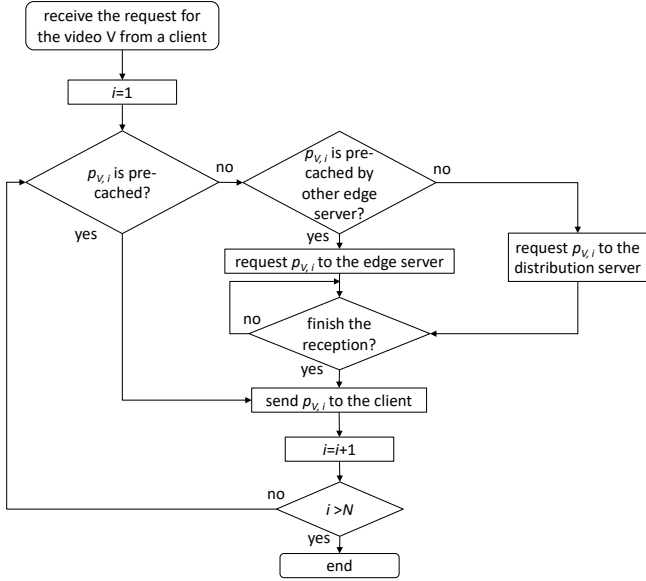 receive the request for
the video V from a client
i=1
p_{V, i} is pre-
cached?
no
yes
p_{V, i} is pre-
cached by
other edge
server?
no
yes
request p_{V, i} to the edge server
request p_{V, i} to the
distribution server
no
finish the
reception?
yes
send p_{V, i} to the client
i=i+1
no
i >N
yes
end